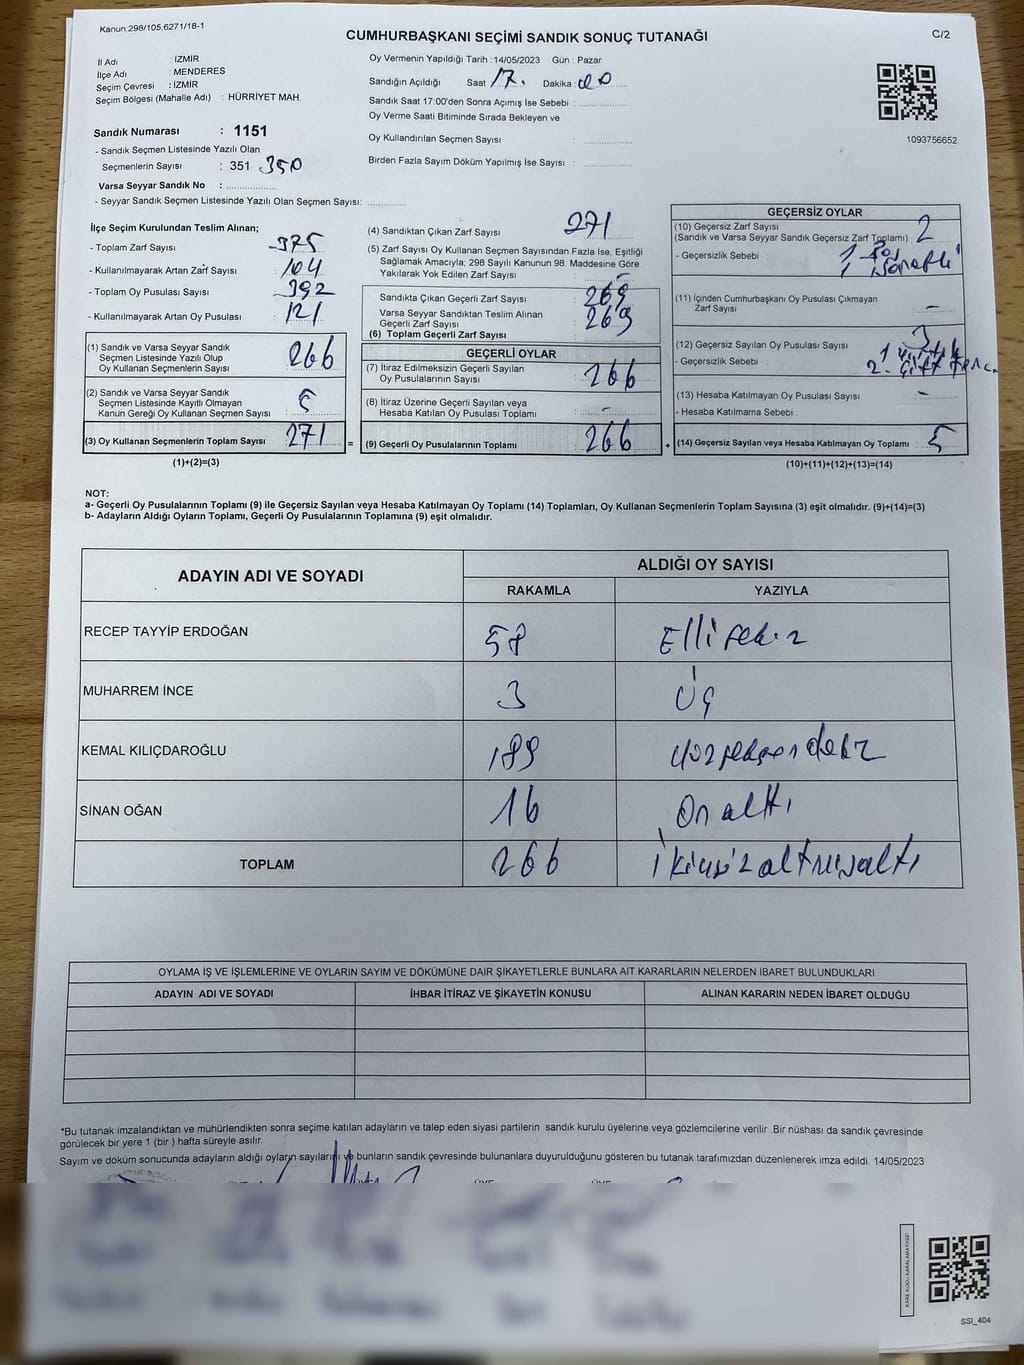 Kanun:298/105,6271/18-1
CUMHURBAŞKANI SEÇİMİ SANDIK SONUÇ TUTANAĞI
C/2
İl Adı : İZMİR
İlçe Adı : MENDERES
Seçim Çevresi : İZMİR
Seçim Bölgesi (Mahalle Adı) : HÜRRİYET MAH.
Oy Vermenin Yapıldığı Tarih : 14/05/2023 Gün : Pazar
Sandığın Açıldığı Saat 17. Dakika : 00
Sandık Saat 17:00'den Sonra Açımış İse Sebebi :
Oy Verme Saati Bitiminde Sırada Bekleyen ve
Oy Kullandırılan Seçmen Sayısı :
Birden Fazla Sayım Döküm Yapılmış İse Sayısı :
1093756652
Sandık Numarası : 1151
- Sandık Seçmen Listesinde Yazılı Olan
Seçmenlerin Sayısı : 351 350
Varsa Seyyar Sandık No :
- Seyyar Sandık Seçmen Listesinde Yazılı Olan Seçmen Sayısı:
İlçe Seçim Kurulundan Teslim Alınan;
- Toplam Zarf Sayısı : 375
- Kullanılmayarak Artan Zarf Sayısı : 104
- Toplam Oy Pusulası Sayısı : 392
- Kullanılmayarak Artan Oy Pusulası : 121
(1) Sandık ve Varsa Seyyar Sandık
Seçmen Listesinde Yazılı Olup
Oy Kullanan Seçmenlerin Sayısı : 266
(2) Sandık ve Varsa Seyyar Sandık
Seçmen Listesinde Kayıtlı Olmayan
Kanun Gereği Oy Kullanan Seçmen Sayısı : 5
(3) Oy Kullanan Seçmenlerin Toplam Sayısı : 271 =
(1)+(2)=(3)
(4) Sandıktan Çıkan Zarf Sayısı : 271
(5) Zarf Sayısı Oy Kullanan Seçmen Sayısından Fazla İse, Eşitliği
Sağlamak Amacıyla; 298 Sayılı Kanunun 98. Maddesine Göre
Yakılarak Yok Edilen Zarf Sayısı : -
Sandıkta Çıkan Geçerli Zarf Sayısı : 269
Varsa Seyyar Sandıktan Teslim Alınan
Geçerli Zarf Sayısı
(6) Toplam Geçerli Zarf Sayısı : 269
GEÇERLİ OYLAR
(7) İtiraz Edilmeksizin Geçerli Sayılan
Oy Pusulalarının Sayısı : 266
(8) İtiraz Üzerine Geçerli Sayılan veya
Hesaba Katılan Oy Pusulası Toplamı : -
(9) Geçerli Oy Pusulalarının Toplamı : 266 +
GEÇERSİZ OYLAR
(10) Geçersiz Zarf Sayısı
(Sandık ve Varsa Seyyar Sandık Geçersiz Zarf Toplamı) : 2
- Geçersizlik Sebebi :
(11) İçinden Cumhurbaşkanı Oy Pusulası Çıkmayan
Zarf Sayısı : -
(12) Geçersiz Sayılan Oy Pusulası Sayısı : 3
- Geçersizlik Sebebi :
(13) Hesaba Katılmayan Oy Pusulası Sayısı : -
- Hesaba Katılmama Sebebi :
(14) Geçersiz Sayılan veya Hesaba Katılmayan Oy Toplamı : 5
(10)+(11)+(12)+(13)=(14)
NOT:
a- Geçerli Oy Pusulalarının Toplamı (9) ile Geçersiz Sayılan veya Hesaba Katılmayan Oy Toplamı (14) Toplamları, Oy Kullanan Seçmenlerin Toplam Sayısına (3) eşit olmalıdır. (9)+(14)=(3)
b- Adayların Aldığı Oyların Toplamı, Geçerli Oy Pusulalarının Toplamına (9) eşit olmalıdır.
ADAYIN ADI VE SOYADI ALDIĞI OY SAYISI
RAKAMLA YAZIYLA
RECEP TAYYİP ERDOĞAN 58 Elli sekiz
MUHARREM İNCE 3 Üç
KEMAL KILIÇDAROĞLU 189 Yüzseksendokuz
SİNAN OĞAN 16 On altı
TOPLAM 266 İkiyüzaltmışaltı
OYLAMA İŞ VE İŞLEMLERİNE VE OYLARIN SAYIM VE DÖKÜMÜNE DAİR ŞİKAYETLERLE BUNLARA AİT KARARLARIN NELERDEN İBARET BULUNDUKLARI
ADAYIN ADI VE SOYADI İHBAR İTİRAZ VE ŞİKAYETİN KONUSU ALINAN KARARIN NEDEN İBARET OLDUĞU
*Bu tutanak imzalandıktan ve mühürlendikten sonra seçime katılan adayların ve talep eden siyasi partilerin sandık kurulu üyelerine veya gözlemcilerine verilir .Bir nüshası da sandık çevresinde
görülecek bir yere 1 (bir ) hafta süreyle asılır.
Sayım ve döküm sonucunda adayların aldığı oyların sayılarını ve bunların sandık çevresinde bulunanlara duyurulduğunu gösteren bu tutanak tarafımızdan düzenlenerek imza edildi. 14/05/2023
KARE KODU KARALAMAYINIZ!
SSI_404